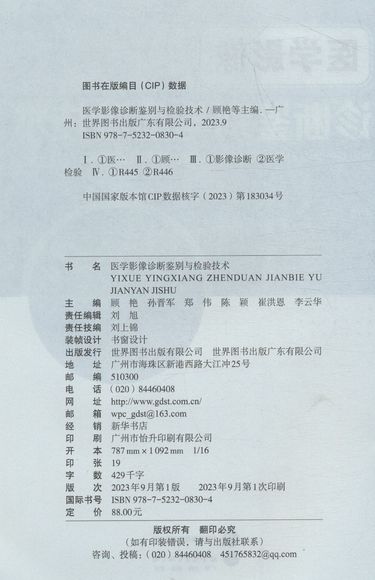 图书在版编目(CIP)数据
医学影像诊断鉴别与检验技术/顾艳等主编.—广
州:世界图书出版广东有限公司,2023.9
ISBN 978-7-5232-0830-4
Ⅰ.①医… Ⅱ.①顾… Ⅲ.①影像诊断 ②医学
检验 Ⅳ.①R445 ②R446
中国国家版本馆CIP数据核字(2023)第183034号
书 名 医学影像诊断鉴别与检验技术
YIXUE YINGXIANG ZHENDUAN JIANBIE YU
JIANYAN JISHU
主 编 顾 艳 孙晋军 郑 伟 陈 颖 崔洪恩 李云华
责任编辑 刘 旭
责任技编 刘上锦
装帧设计 书窗设计
出版发行 世界图书出版有限公司 世界图书出版广东有限公司
地 址 广州市海珠区新港西路大江冲25号
邮 编 510300
电 话 (020)84460408
网 址 http://www.gdst.com.cn/
邮 箱 wpc_gdst@163.com
经 销 新华书店
印 刷 广州市怡升印刷有限公司
开 本 787 mm×1 092 mm 1/16
印 张 19
字 数 429千字
版 次 2023年9月第1版 2023年9月第1次印刷
国际书号 ISBN 978-7-5232-0830-4
定 价 88.00元
版权所有 翻印必究
(如有印装错误,请与出版社联系)
咨询、投稿:(020)84460408 451765832@qq.com